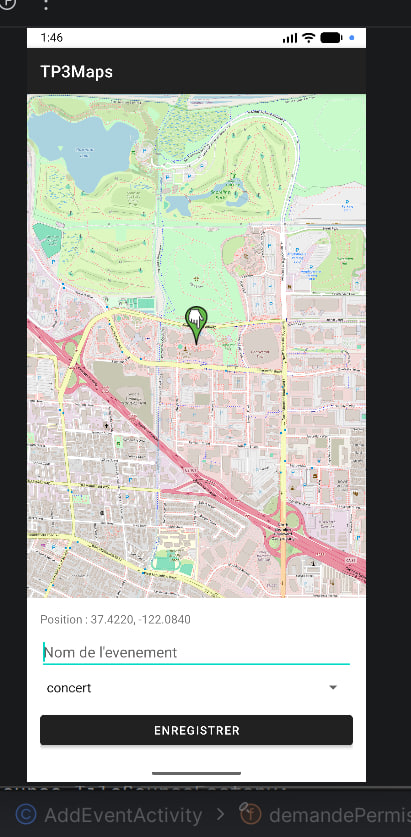 1:46
TP3Maps
Position : 37.4220, -122.0840
Nom de l'evenement
concert
ENREGISTRER
AddEventActivity
demandePermis